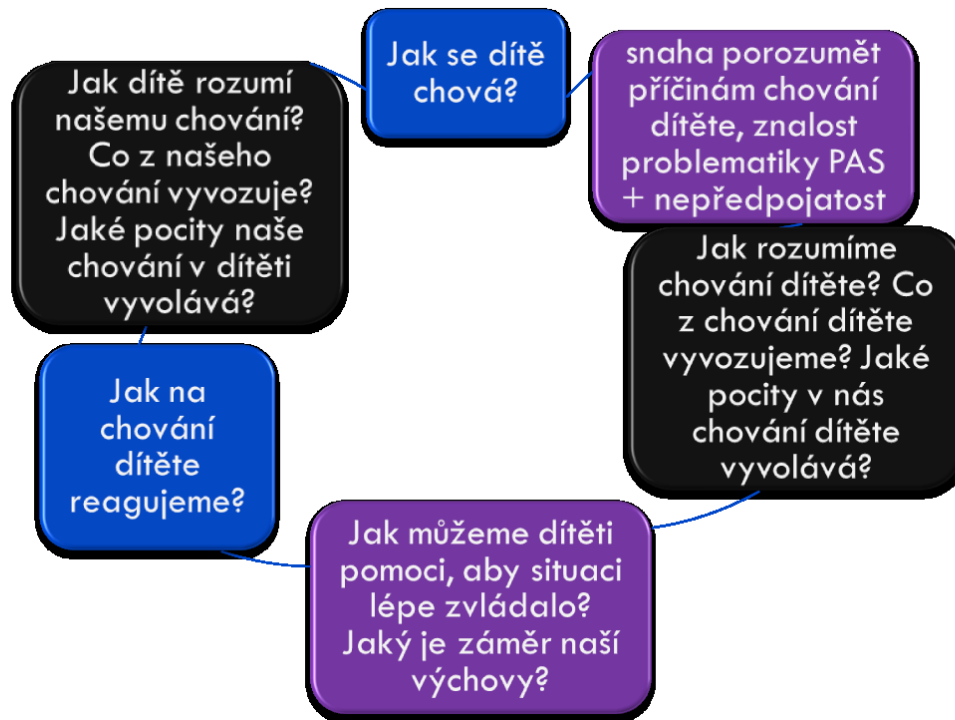 Jak se dítě
chová?
snaha porozumět
příčinám chování
dítěte, znalost
problematiky PAS
+ nepředpojatost
Jak rozumíme
chování dítěte? Co
z chování dítěte
vyvozujeme? Jaké
pocity v nás
chování dítěte
vyvolává?
Jak můžeme dítěti
pomoci, aby situaci
lépe zvládalo?
Jaký je záměr naší
výchovy?
Jak na
chování
dítěte
reagujeme?
Jak dítě rozumí
našemu chování?
Co z našeho
chování vyvozuje?
Jaké pocity naše
chování v dítěti
vyvolává?